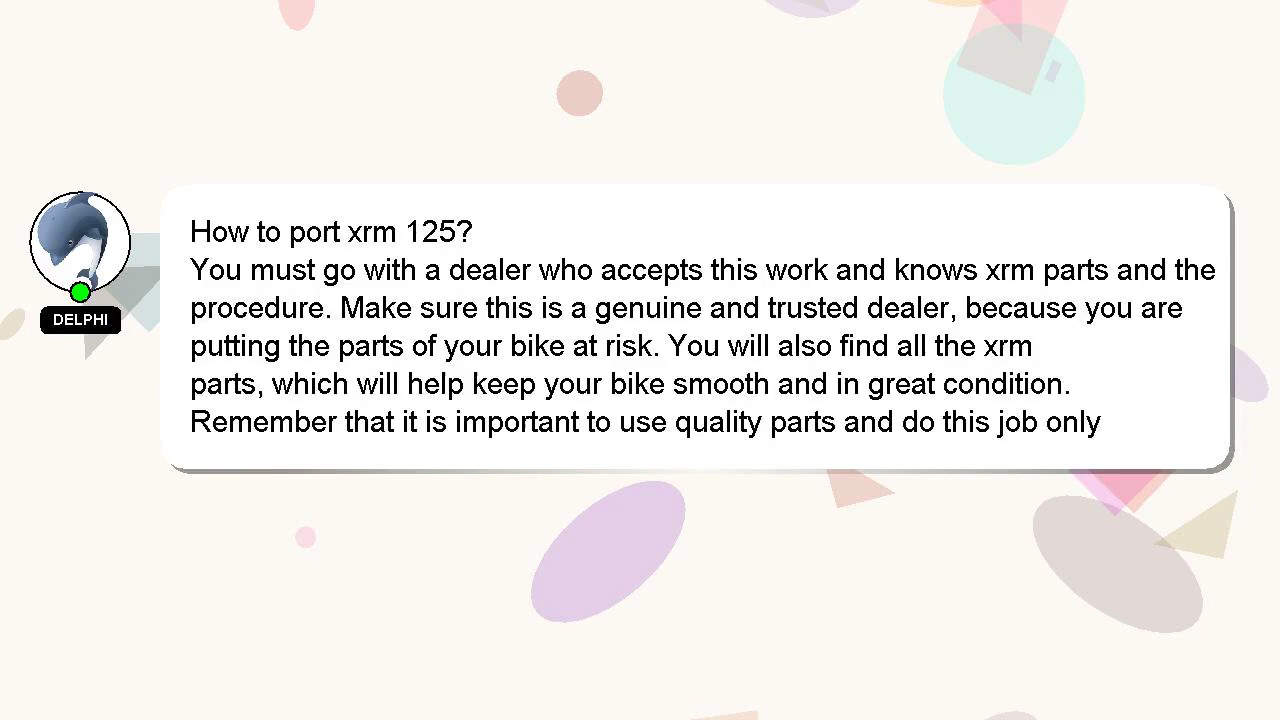 How to port xrm 125?
You must go with a dealer who accepts this work and knows xrm parts and the
procedure. Make sure this is a genuine and trusted dealer, because you are
putting the parts of your bike at risk. You will also find all the xrm
parts, which will help keep your bike smooth and in great condition.
Remember that it is important to use quality parts and do this job only
DELPHI